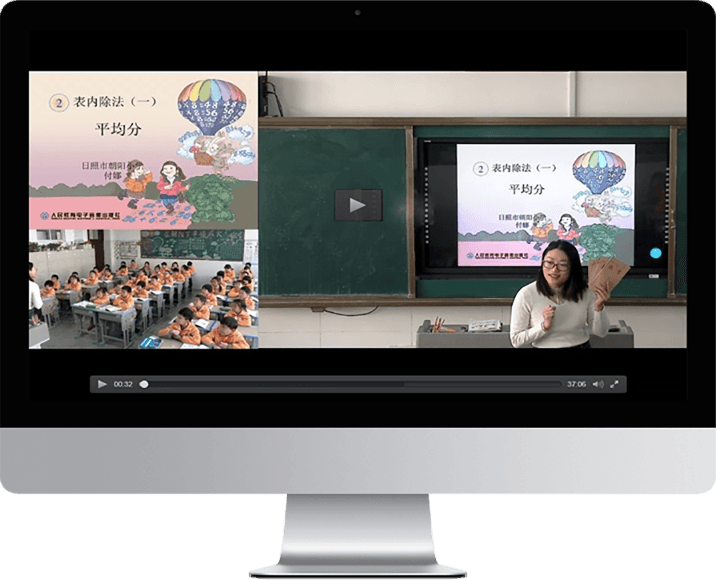 ② 表内除法（一）
平均分
日照市朝阳
付娜
人民教育电子音像出版社
② 表内除法（一）
平均分
日照市朝阳
付娜
人民教育电子音像出版社
00:32
37:06